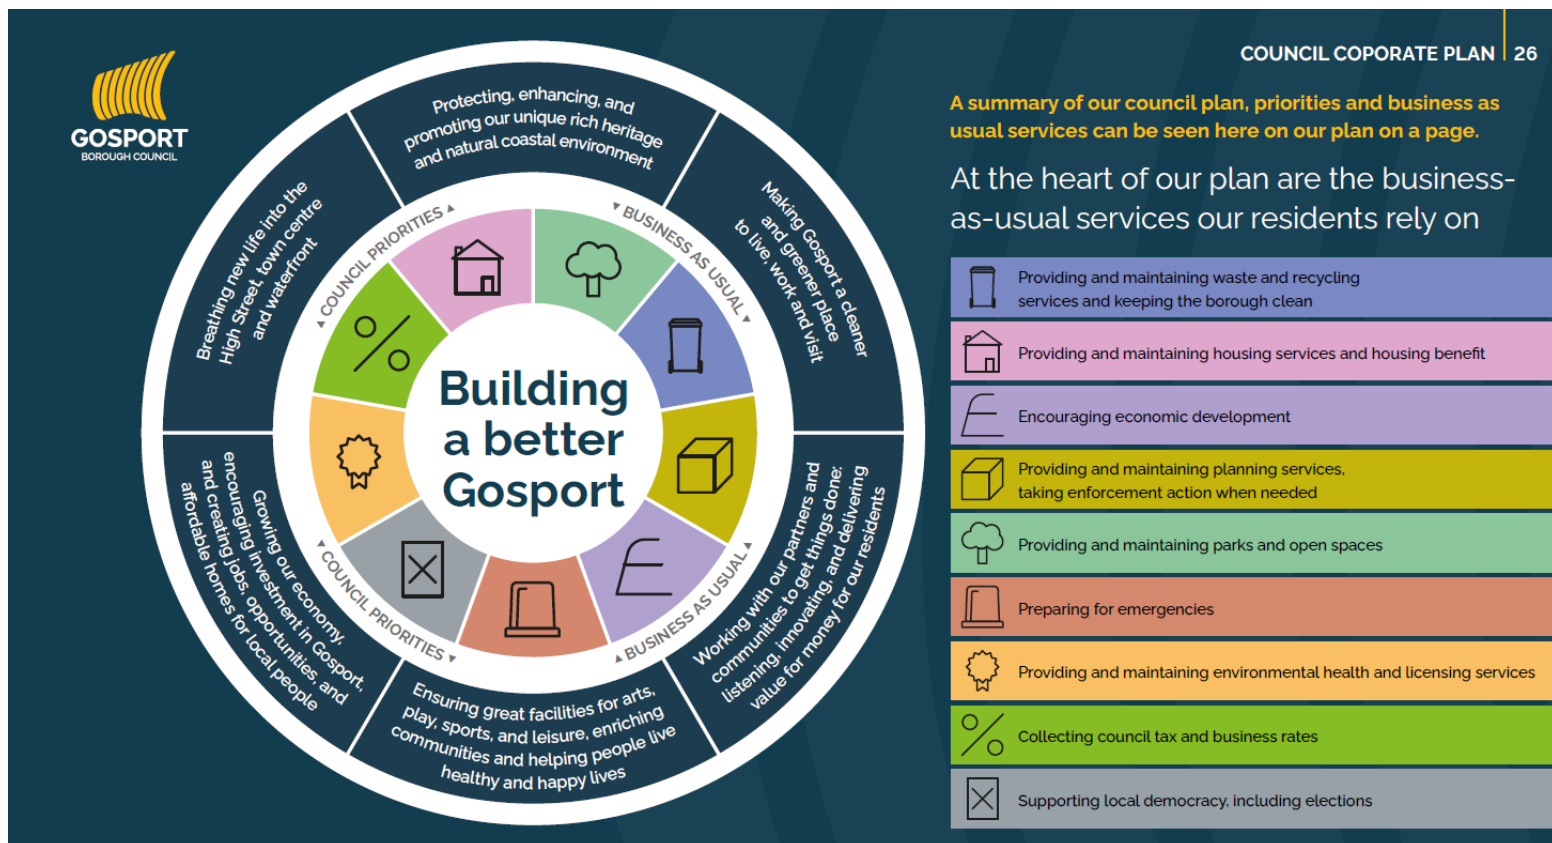 GOSPORT
BOROUGH COUNCIL
COUNCIL COPORATE PLAN 26
Protecting, enhancing, and
promoting our unique rich heritage
and natural coastal environment
Making Gosport a cleaner
and greener place
to live, work and visit
Working with our partners and
communities to get things done:
listening, innovating, and delivering
value for money for our residents
Ensuring great facilities for arts,
play, sports, and leisure, enriching
communities and helping people live
healthy and happy lives
Growing our economy,
encouraging investment in Gosport,
and creating jobs, opportunities, and
affordable homes for local people
Breathing new life into the
High Street, town centre
and waterfront
▲ COUNCIL PRIORITIES ▲
▼ BUSINESS AS USUAL ▼
▼ COUNCIL PRIORITIES ▼
▲ BUSINESS AS USUAL ▲
Building
a better
Gosport
A summary of our council plan, priorities and business as
usual services can be seen here on our plan on a page.
At the heart of our plan are the business-
as-usual services our residents rely on
Providing and maintaining waste and recycling
services and keeping the borough clean
Providing and maintaining housing services and housing benefit
Encouraging economic development
Providing and maintaining planning services,
taking enforcement action when needed
Providing and maintaining parks and open spaces
Preparing for emergencies
Providing and maintaining environmental health and licensing services
Collecting council tax and business rates
Supporting local democracy, including elections